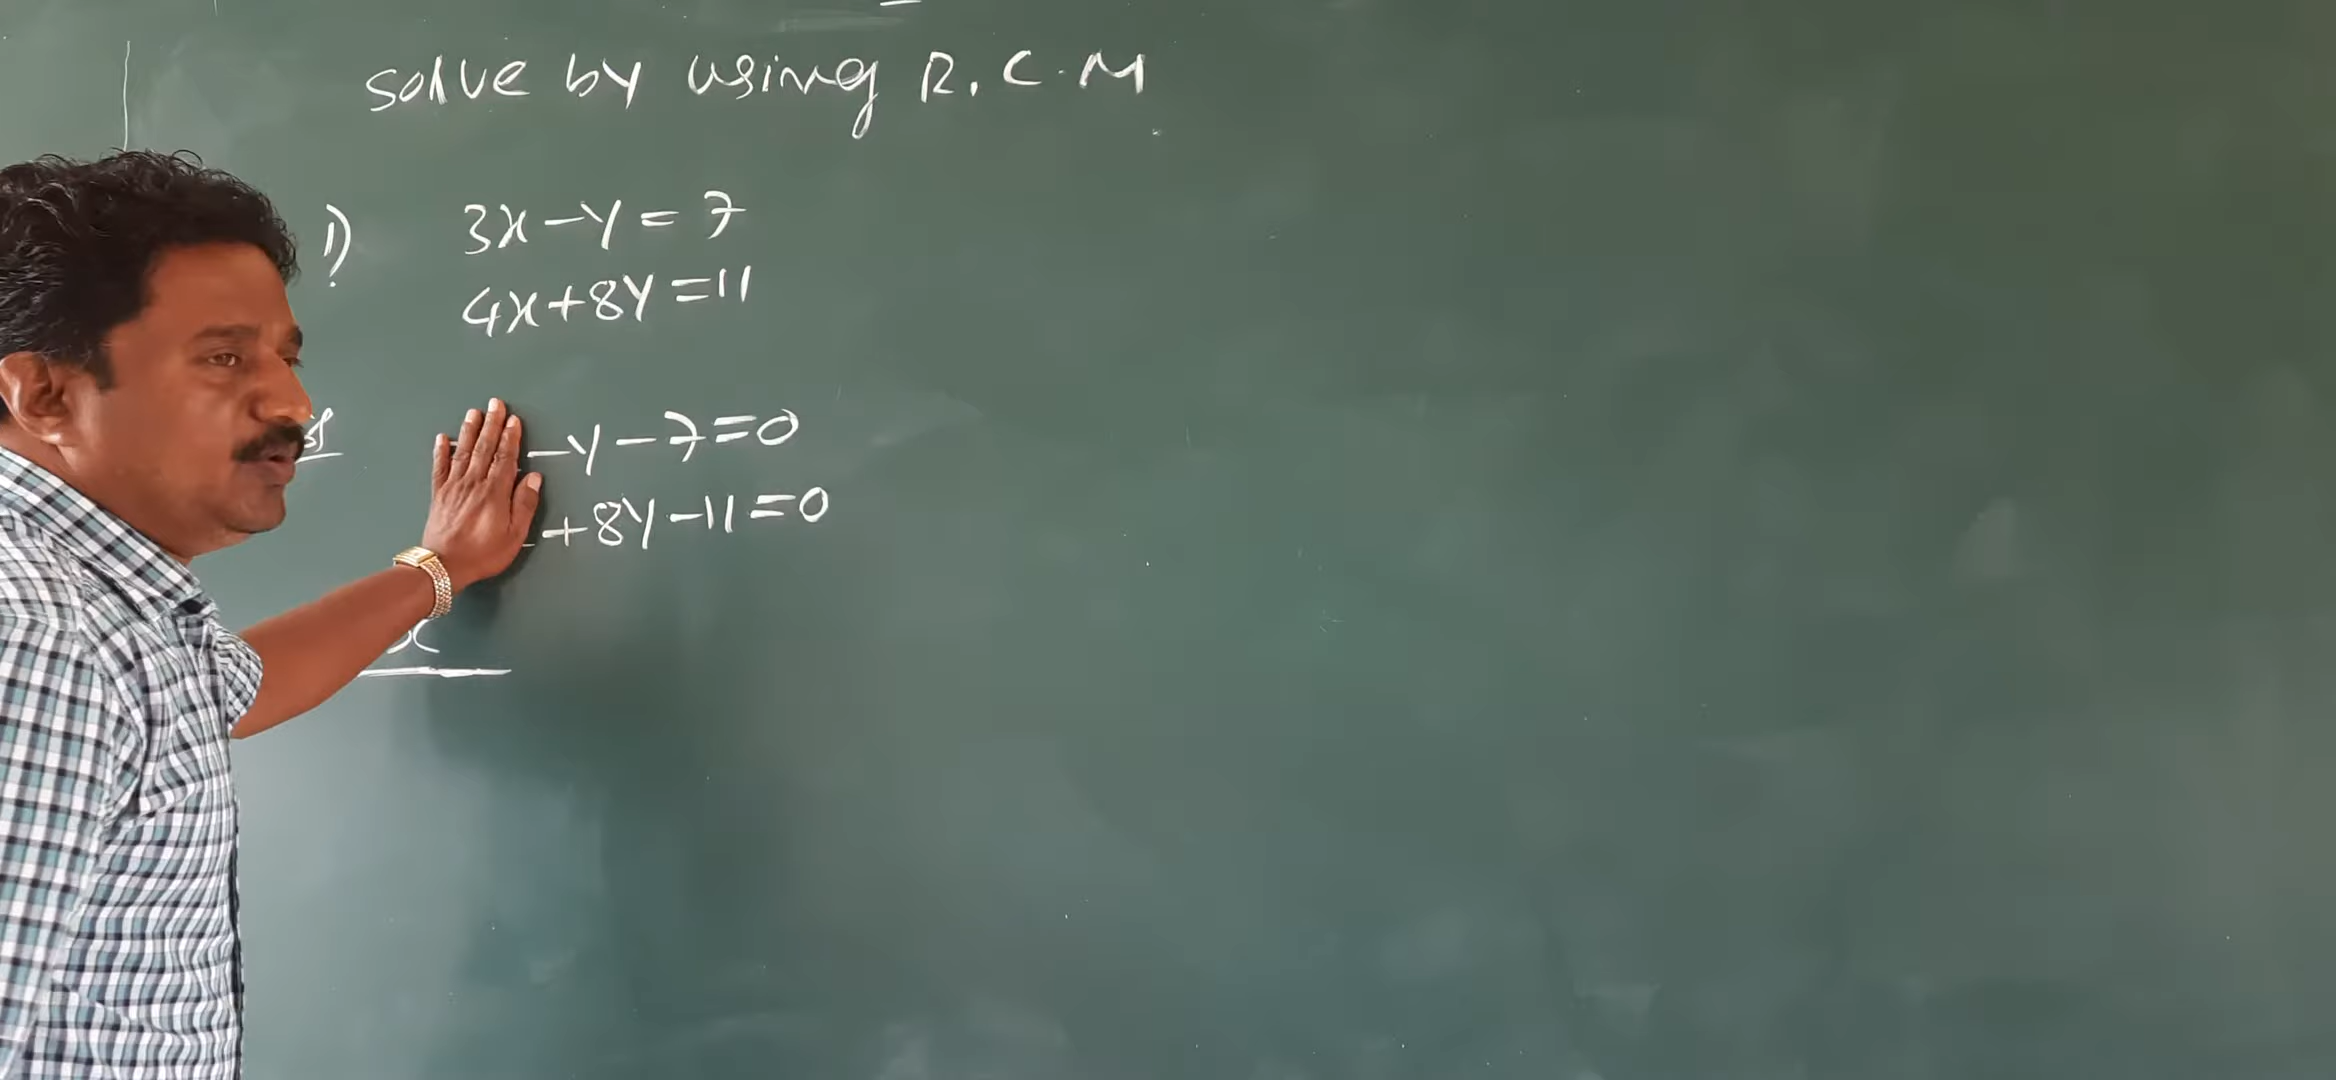 solve by using R.C.M
1) 3x-y=7
4x+8y=11
-y-7=0
+8y-11=0
x